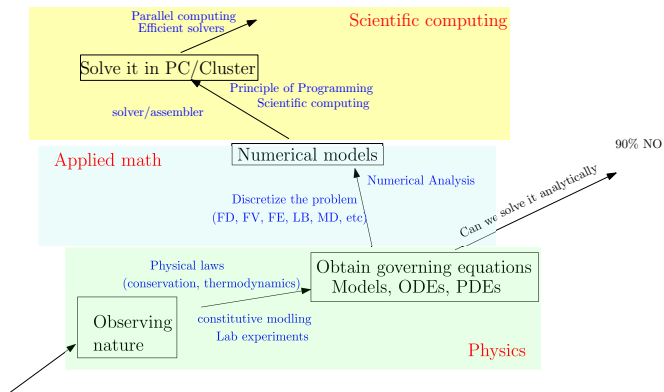 Parallel computing
Efficient solvers
Scientific computing
Solve it in PC/Cluster
Principle of Programming
Scientific computing
solver/assembler
Applied math
Numerical models
90% NO
Numerical Analysis
Discretize the problem
(FD, FV, FE, LB, MD, etc)
Can we solve it analytically
Physical laws
(conservation, thermodynamics)
Obtain governing equations
Models, ODEs, PDEs
constitutive modling
Lab experiments
Observing
nature
Physics